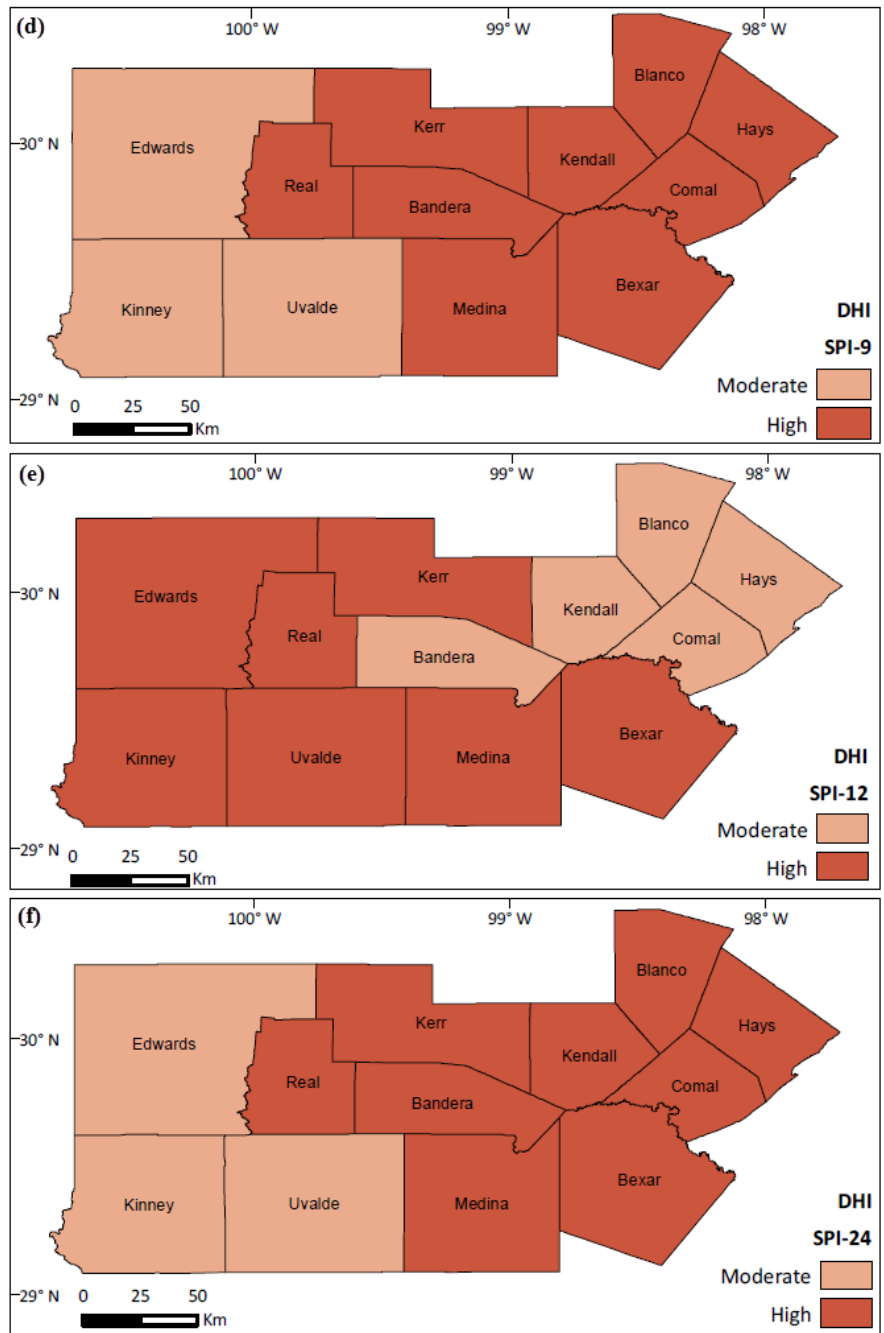 (d)
100° W 99° W 98° W
Blanco
Kerr Hays
30° N Edwards
Kendall
Real Comal
Bandera
Bexar
Kinney Uvalde Medina
DHI
SPI-9
Moderate
29° N
0 25 50
High
Km
(e)
100° W 99° W 98° W
Blanco
Kerr Hays
30° N Edwards
Kendall
Real Comal
Bandera
Bexar
Kinney Uvalde Medina
DHI
SPI-12
Moderate
29° N
0 25 50
High
Km
(f)
100° W 99° W 98° W
Blanco
Kerr Hays
30° N Edwards
Kendall
Real Comal
Bandera
Bexar
Kinney Uvalde Medina
DHI
SPI-24
Moderate
29° N
0 25 50
High
Km